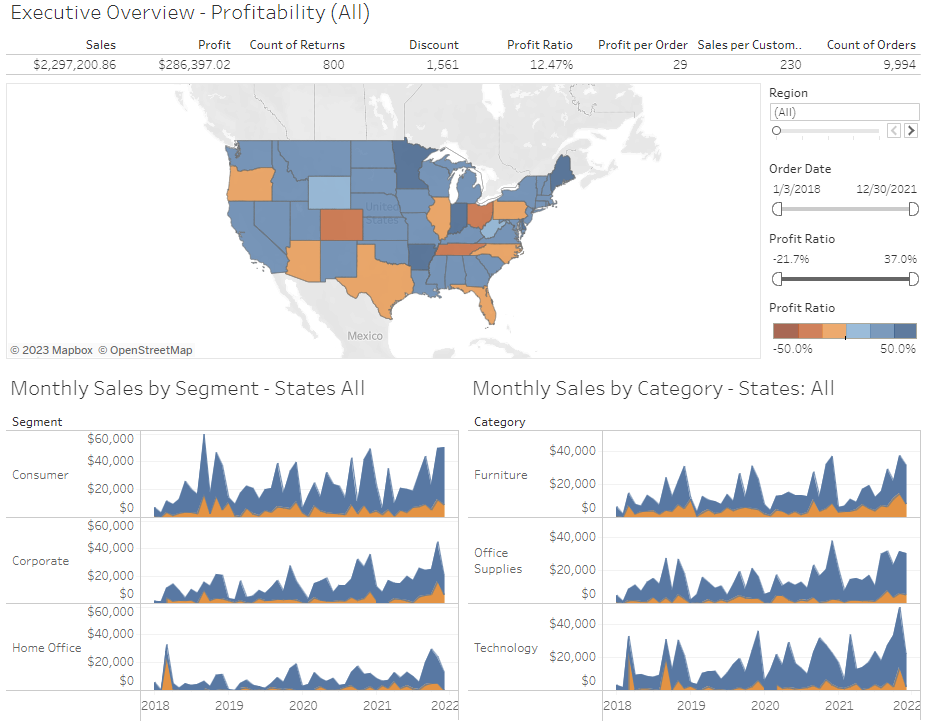 Executive Overview - Profitability (All)
Sales Profit Count of Returns Discount Profit Ratio Profit per Order Sales per Custom.. Count of Orders
$2,297,200.86 $286,397.02 800 1,561 12.47% 29 230 9,994
Region
(All)
Order Date
1/3/2018 12/30/2021
Profit Ratio
-21.7% 37.0%
Profit Ratio
-50.0% 50.0%
United
States
Mexico
© 2023 Mapbox © OpenStreetMap
Monthly Sales by Segment - States All
Segment
Consumer
$60,000
$40,000
$20,000
$0
Corporate
$60,000
$40,000
$20,000
$0
Home Office
$60,000
$40,000
$20,000
$0
2018 2019 2020 2021 2022
Monthly Sales by Category - States: All
Category
Furniture
$40,000
$20,000
$0
Office
Supplies
$40,000
$20,000
$0
Technology
$40,000
$20,000
$0
2018 2019 2020 2021 2022